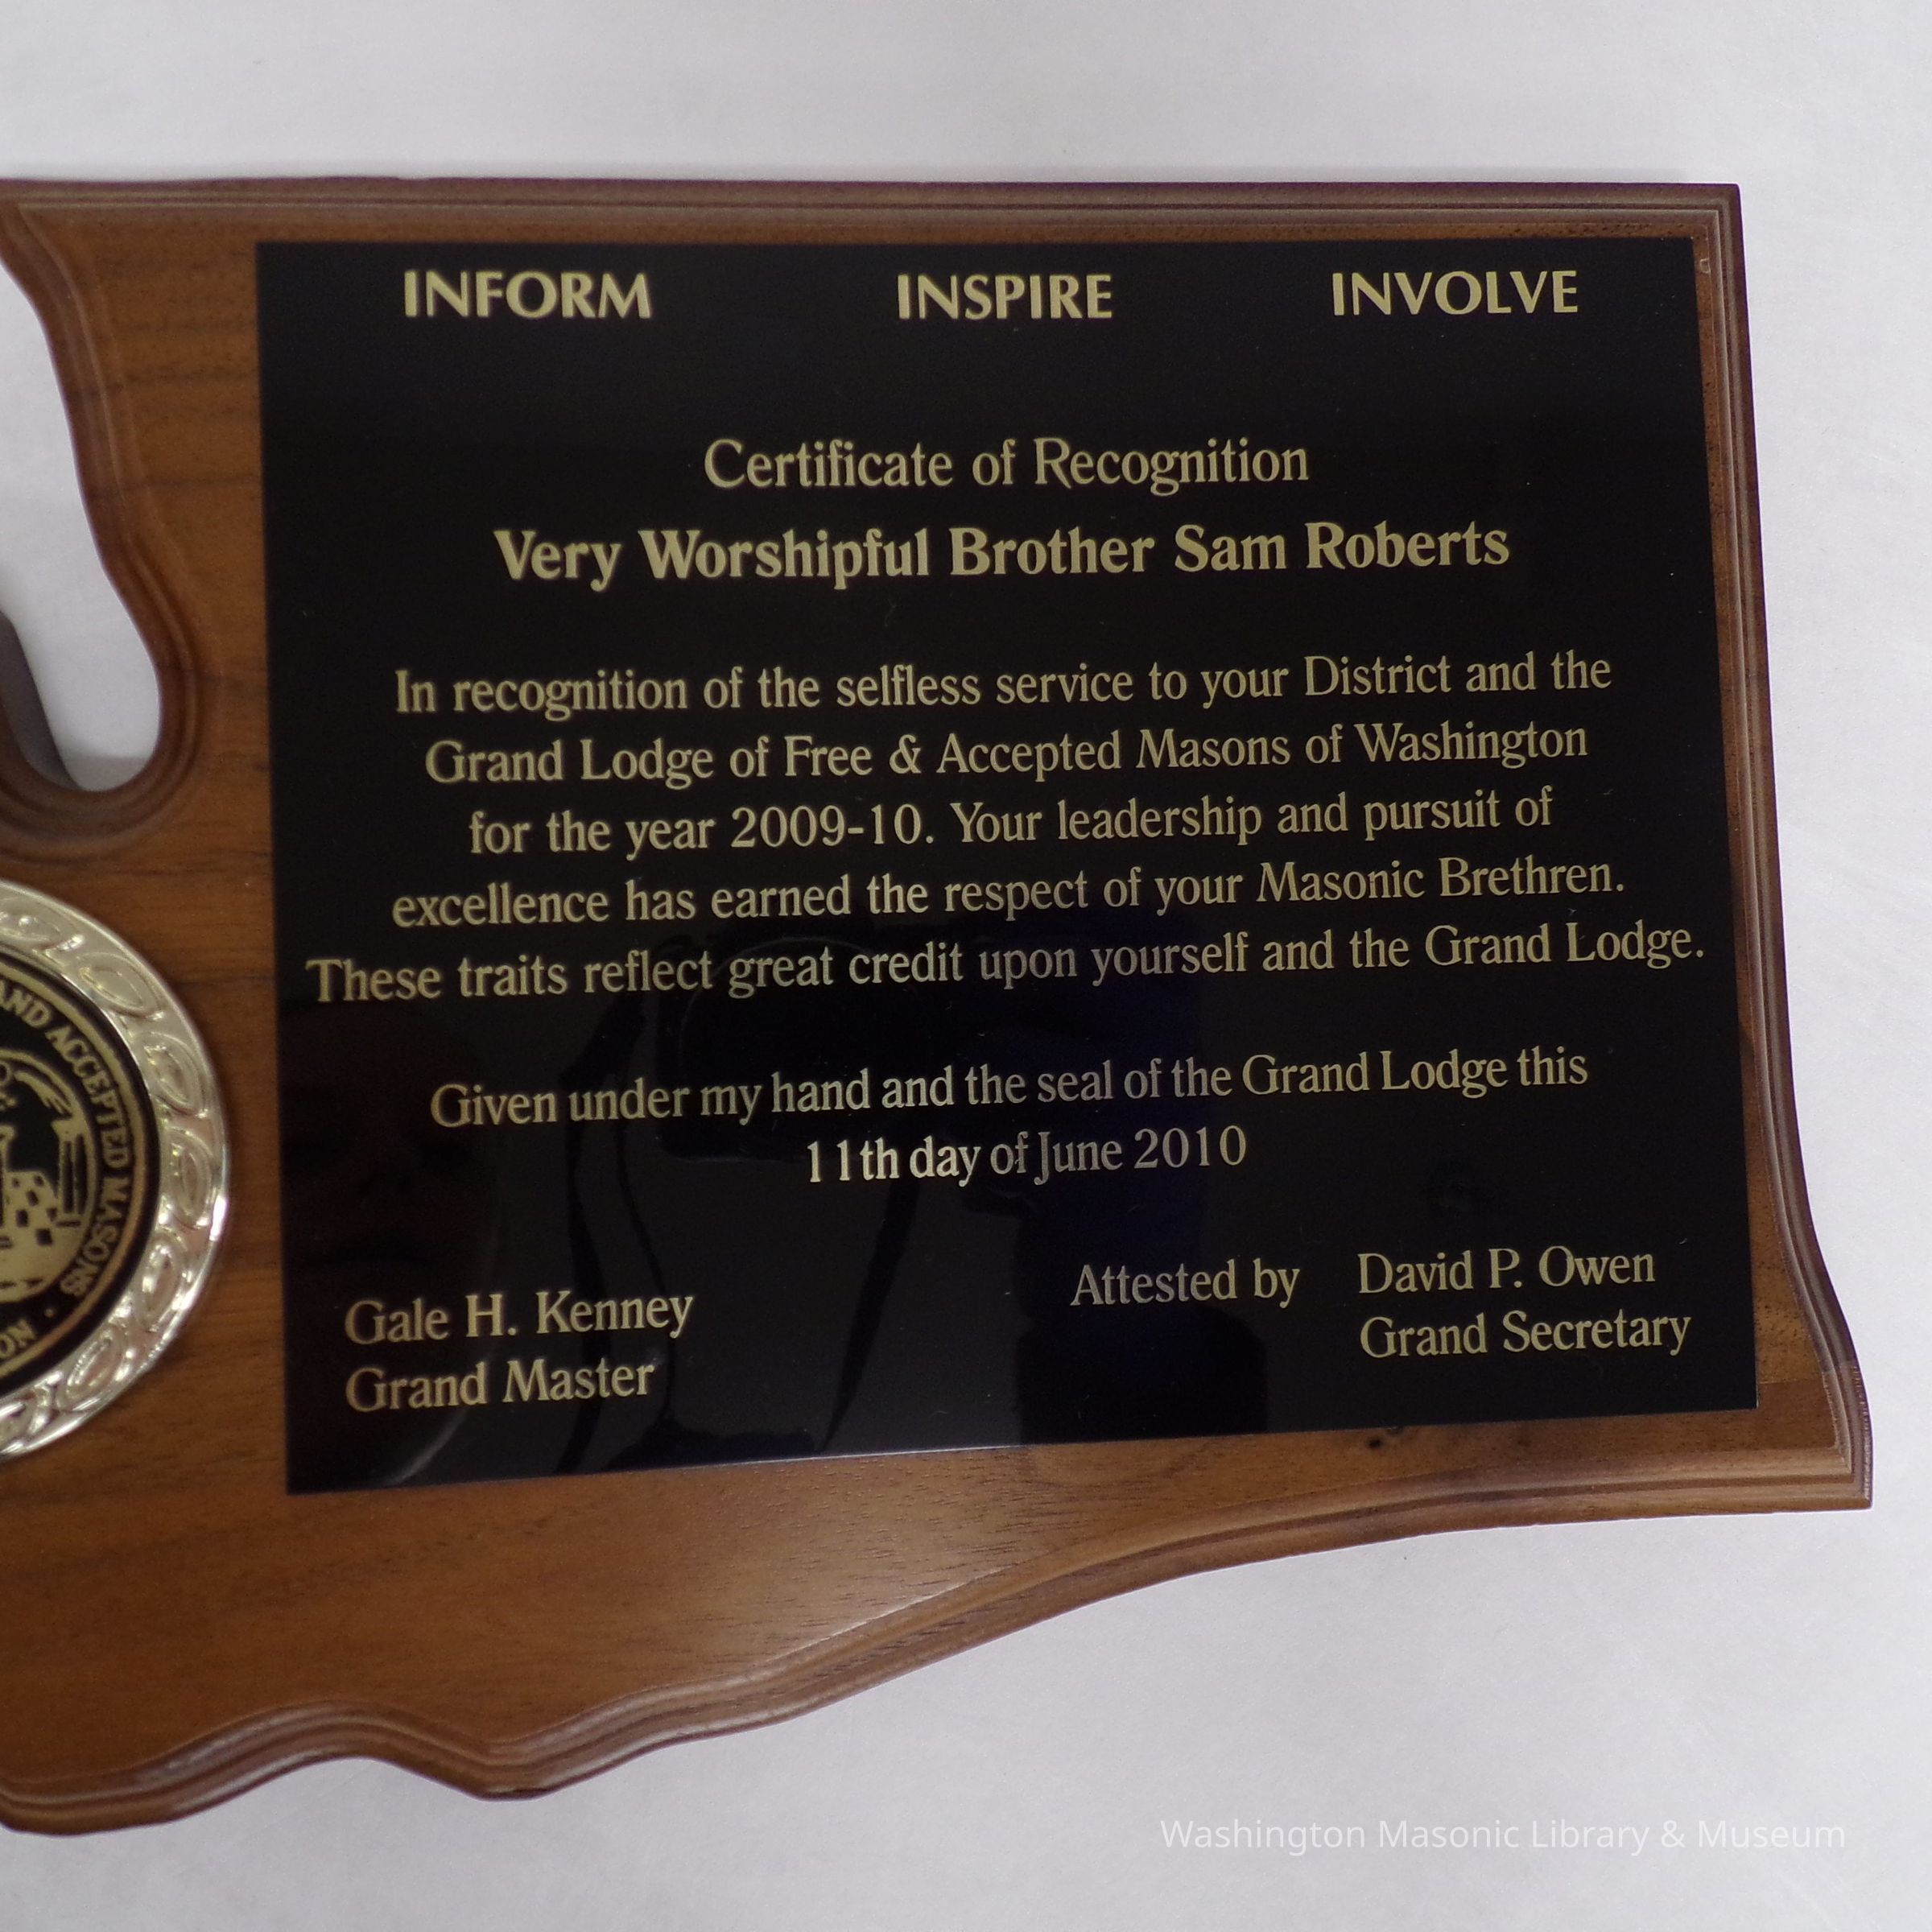 INFORM INSPIRE INVOLVE
Certificate of Recognition
Very Worshipful Brother Sam Roberts
In recognition of the selfless service to your District and the
Grand Lodge of Free & Accepted Masons of Washington
for the year 2009-10. Your leadership and pursuit of
excellence has earned the respect of your Masonic Brethren.
These traits reflect great credit upon yourself and the Grand Lodge.
Given under my hand and the seal of the Grand Lodge this
11th day of June 2010
Gale H. Kenney
Grand Master
Attested by David P. Owen
Grand Secretary
AND ACCEPTED MASONS
Washington Masonic Library & Museum